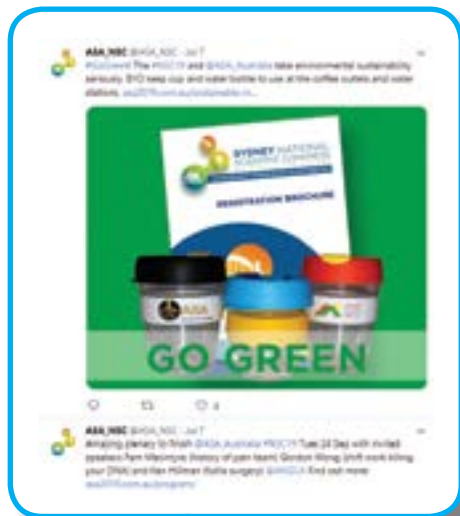 ASA_NSC @ASA_NSC · Jul 7
The #NSC19 and @ASA_Australia take environmental sustainability
seriously. BYO keep cup and water bottle to use at the coffee outlets and water
stations.
SYDNEY NATIONAL
SCIENTIFIC CONGRESS
REGISTRATION BROCHURE
ASA
GO GREEN
4
ASA_NSC @ASA_NSC · Jul 7
Amazing plenary to finish @ASA_Australia #NSC19 Tues 24 Sep with invited
speakers Pam Macintyre (history of pain team) Gordon Wong (shift work killing
your DNA) and Ken Hillman (futile surgery) @ANZCA Find out more: